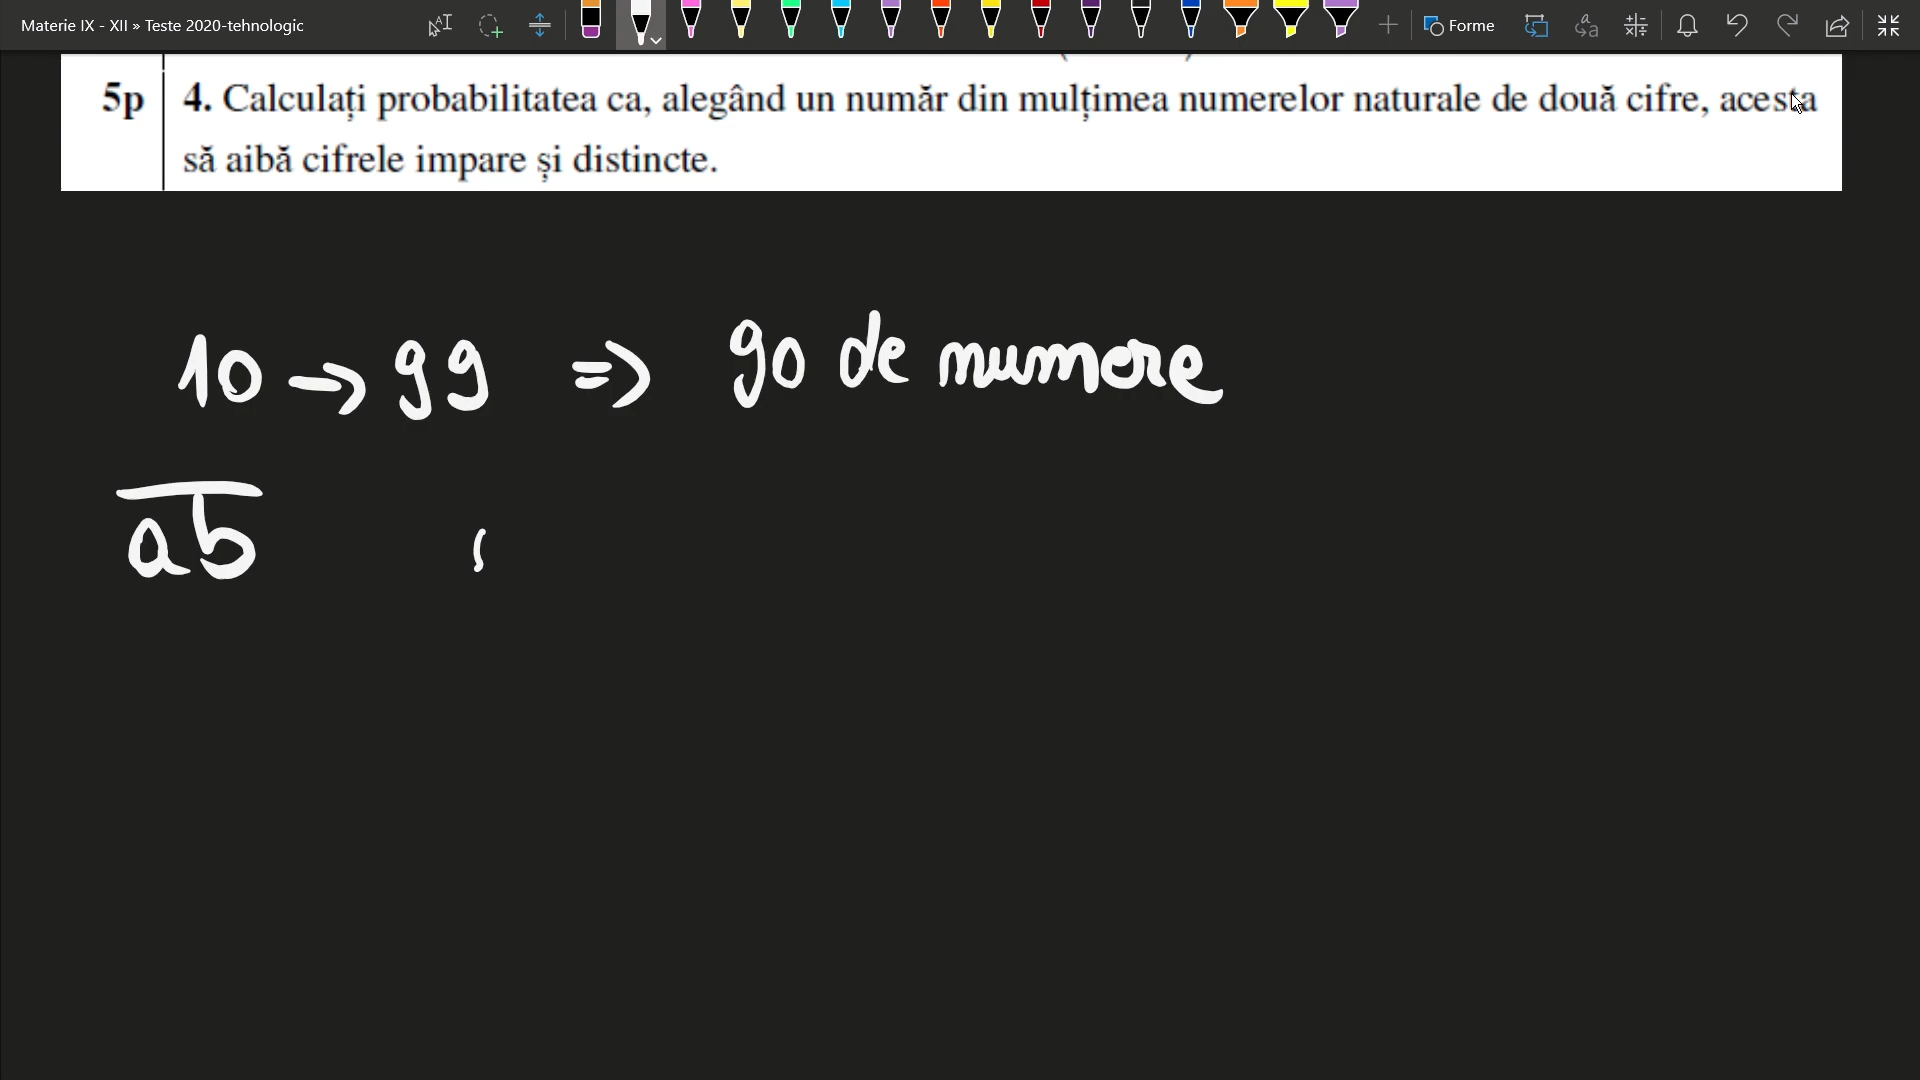 Materie IX - XII » Teste 2020-tehnologic
Forme
5p 4. Calculați probabilitatea ca, alegând un număr din mulțimea numerelor naturale de două cifre, acesta
să aibă cifrele impare și distincte.
10 → 99 => 90 de numere
ab